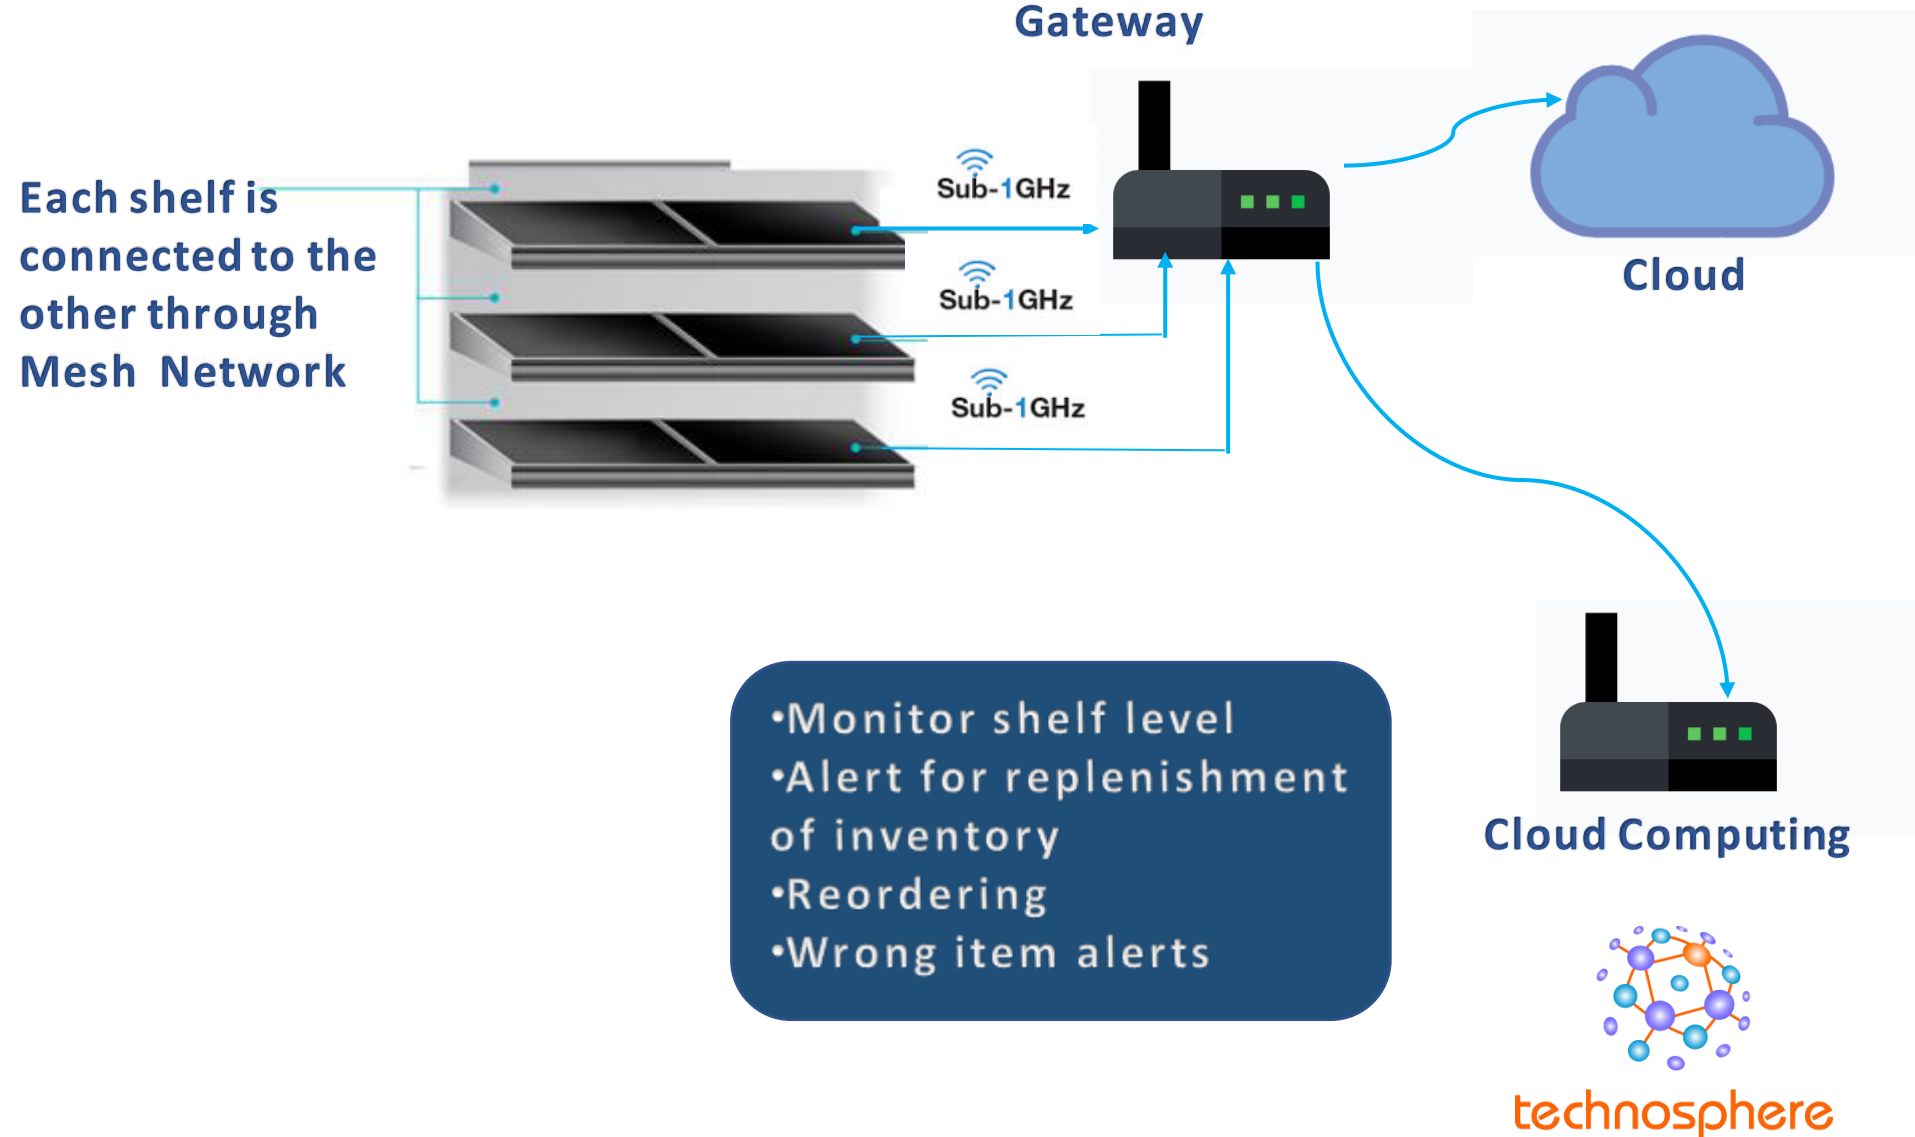 Gateway
Each shelf is
connected to the
other through
Mesh Network
Sub-1GHz
Sub-1GHz
Sub-1GHz
Cloud
•Monitor shelf level
•Alert for replenishment
of inventory
•Reordering
•Wrong item alerts
Cloud Computing
technosphere